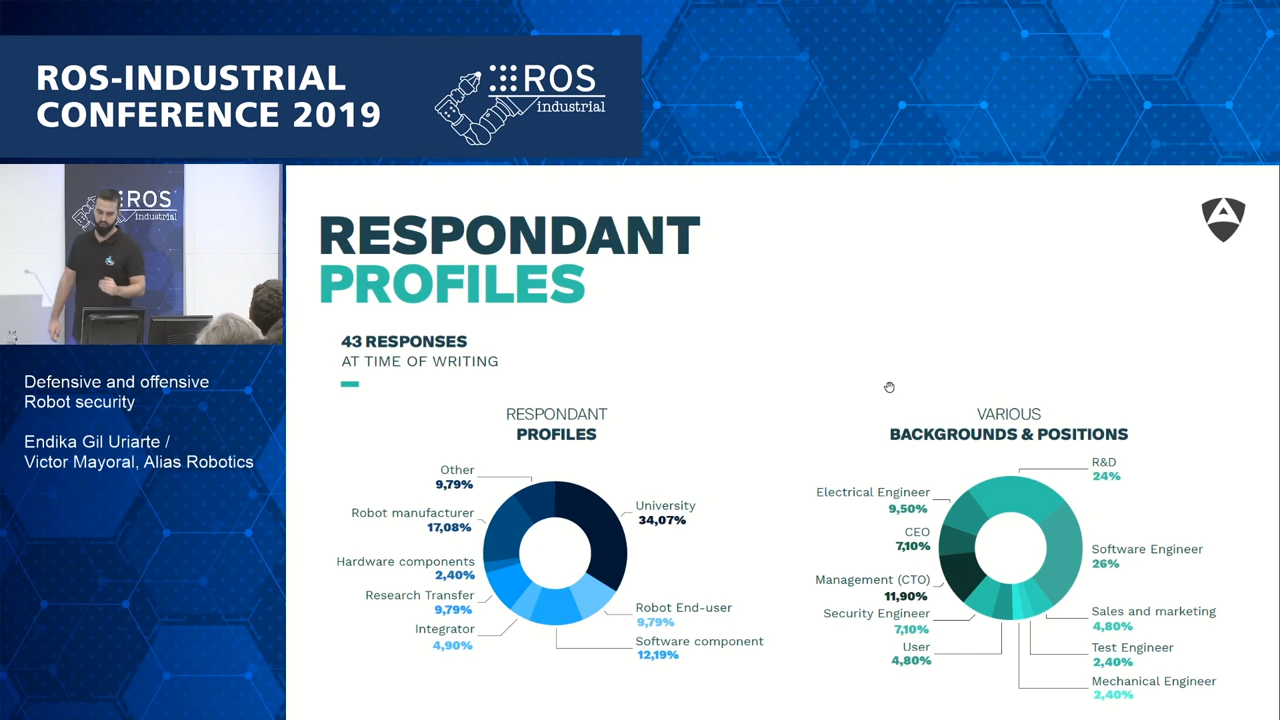 ROS-INDUSTRIAL
CONFERENCE 2019
ROS
industrial
ROS
industrial
Defensive and offensive
Robot security
Endika Gil Uriarte /
Victor Mayoral, Alias Robotics
RESPONDANT
PROFILES
43 RESPONSES
AT TIME OF WRITING
RESPONDANT
PROFILES
Other
9,79%
Robot manufacturer
17,08%
Hardware components
2,40%
Research Transfer
9,79%
Integrator
4,90%
University
34,07%
Robot End-user
9,79%
Software component
12,19%
VARIOUS
BACKGROUNDS & POSITIONS
Electrical Engineer
9,50%
CEO
7,10%
Management (CTO)
11,90%
Security Engineer
7,10%
User
4,80%
R&D
24%
Software Engineer
26%
Sales and marketing
4,80%
Test Engineer
2,40%
Mechanical Engineer
2,40%